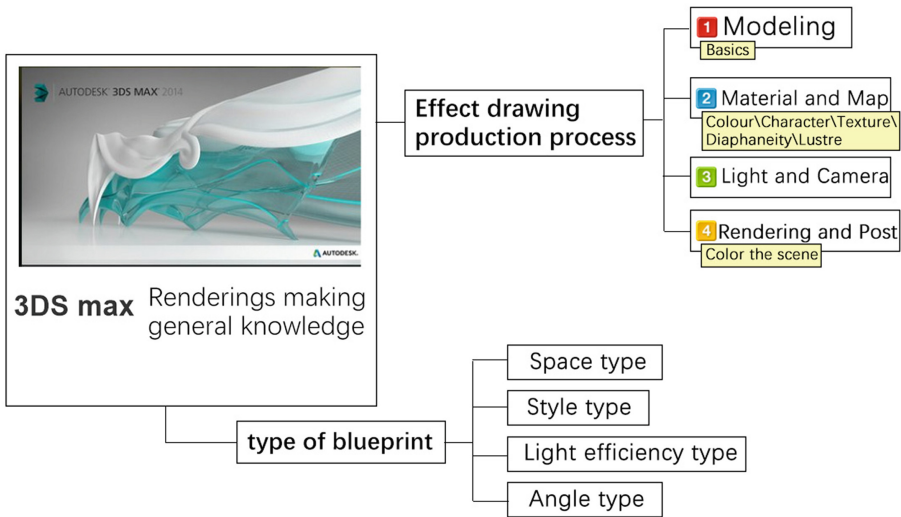 AUTODESK® 3DS MAX® 2014
AUTODESK.
3DS max
Renderings making
general knowledge
Effect drawing
production process
1 Modeling
Basics
2 Material and Map
Colour\Character\Texture\
Diaphaneity\Lustre
3 Light and Camera
4 Rendering and Post
Color the scene
type of blueprint
Space type
Style type
Light efficiency type
Angle type